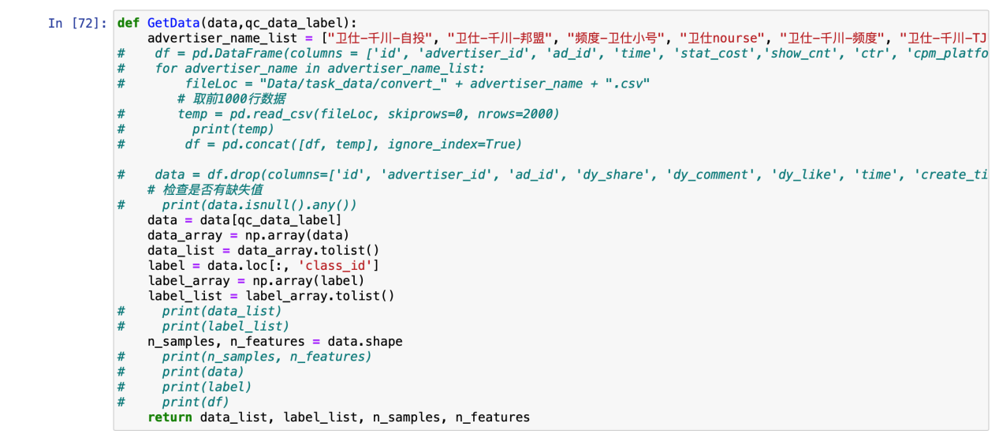 In [72]: def GetData(data,qc_data_label):
    advertiser_name_list = ["卫仕-千川-自投", "卫仕-千川-邦盟", "频度-卫仕小号", "卫仕nourse", "卫仕-千川-频度", "卫仕-千川-TJ
#    df = pd.DataFrame(columns = ['id', 'advertiser_id', 'ad_id', 'time', 'stat_cost','show_cnt', 'ctr', 'cpm_platfo
#    for advertiser_name in advertiser_name_list:
#        fileLoc = "Data/task_data/convert_" + advertiser_name + ".csv"
        # 取前1000行数据
#       temp = pd.read_csv(fileLoc, skiprows=0, nrows=2000)
#         print(temp)
#        df = pd.concat([df, temp], ignore_index=True)
#    data = df.drop(columns=['id', 'advertiser_id', 'ad_id', 'dy_share', 'dy_comment', 'dy_like', 'time', 'create_ti
    # 检查是否有缺失值
#     print(data.isnull().any())
    data = data[qc_data_label]
    data_array = np.array(data)
    data_list = data_array.tolist()
    label = data.loc[:, 'class_id']
    label_array = np.array(label)
    label_list = label_array.tolist()
#     print(data_list)
#     print(label_list)
    n_samples, n_features = data.shape
#     print(n_samples, n_features)
#     print(data)
#     print(label)
#     print(df)
    return data_list, label_list, n_samples, n_features